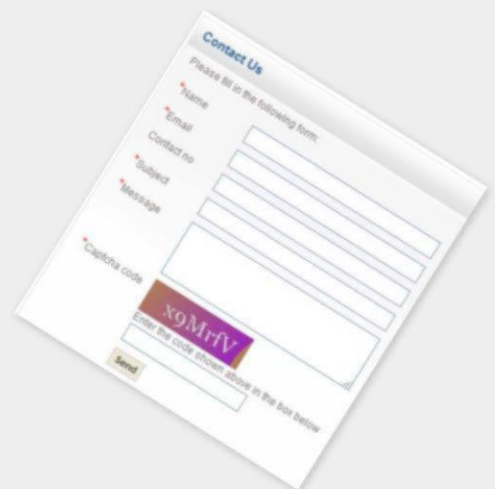 Contact Us
Please fill in the following form.
*Name
*Email
Contact no
*Subject
*Message
*Captcha code
x9MrfV
Enter the code shown above in the box below
Send